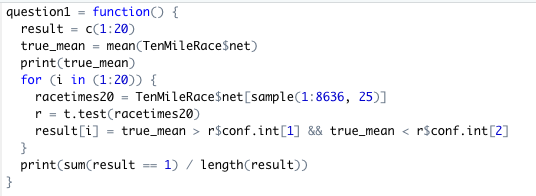 question1 = function() {
  result = c(1:20)
  true_mean = mean(TenMileRace$net)
  print(true_mean)
  for (i in (1:20)) {
    racetimes20 = TenMileRace$net[sample(1:8636, 25)]
    r = t.test(racetimes20)
    result[i] = true_mean > r$conf.int[1] && true_mean < r$conf.int[2]
  }
  print(sum(result == 1) / length(result))
}